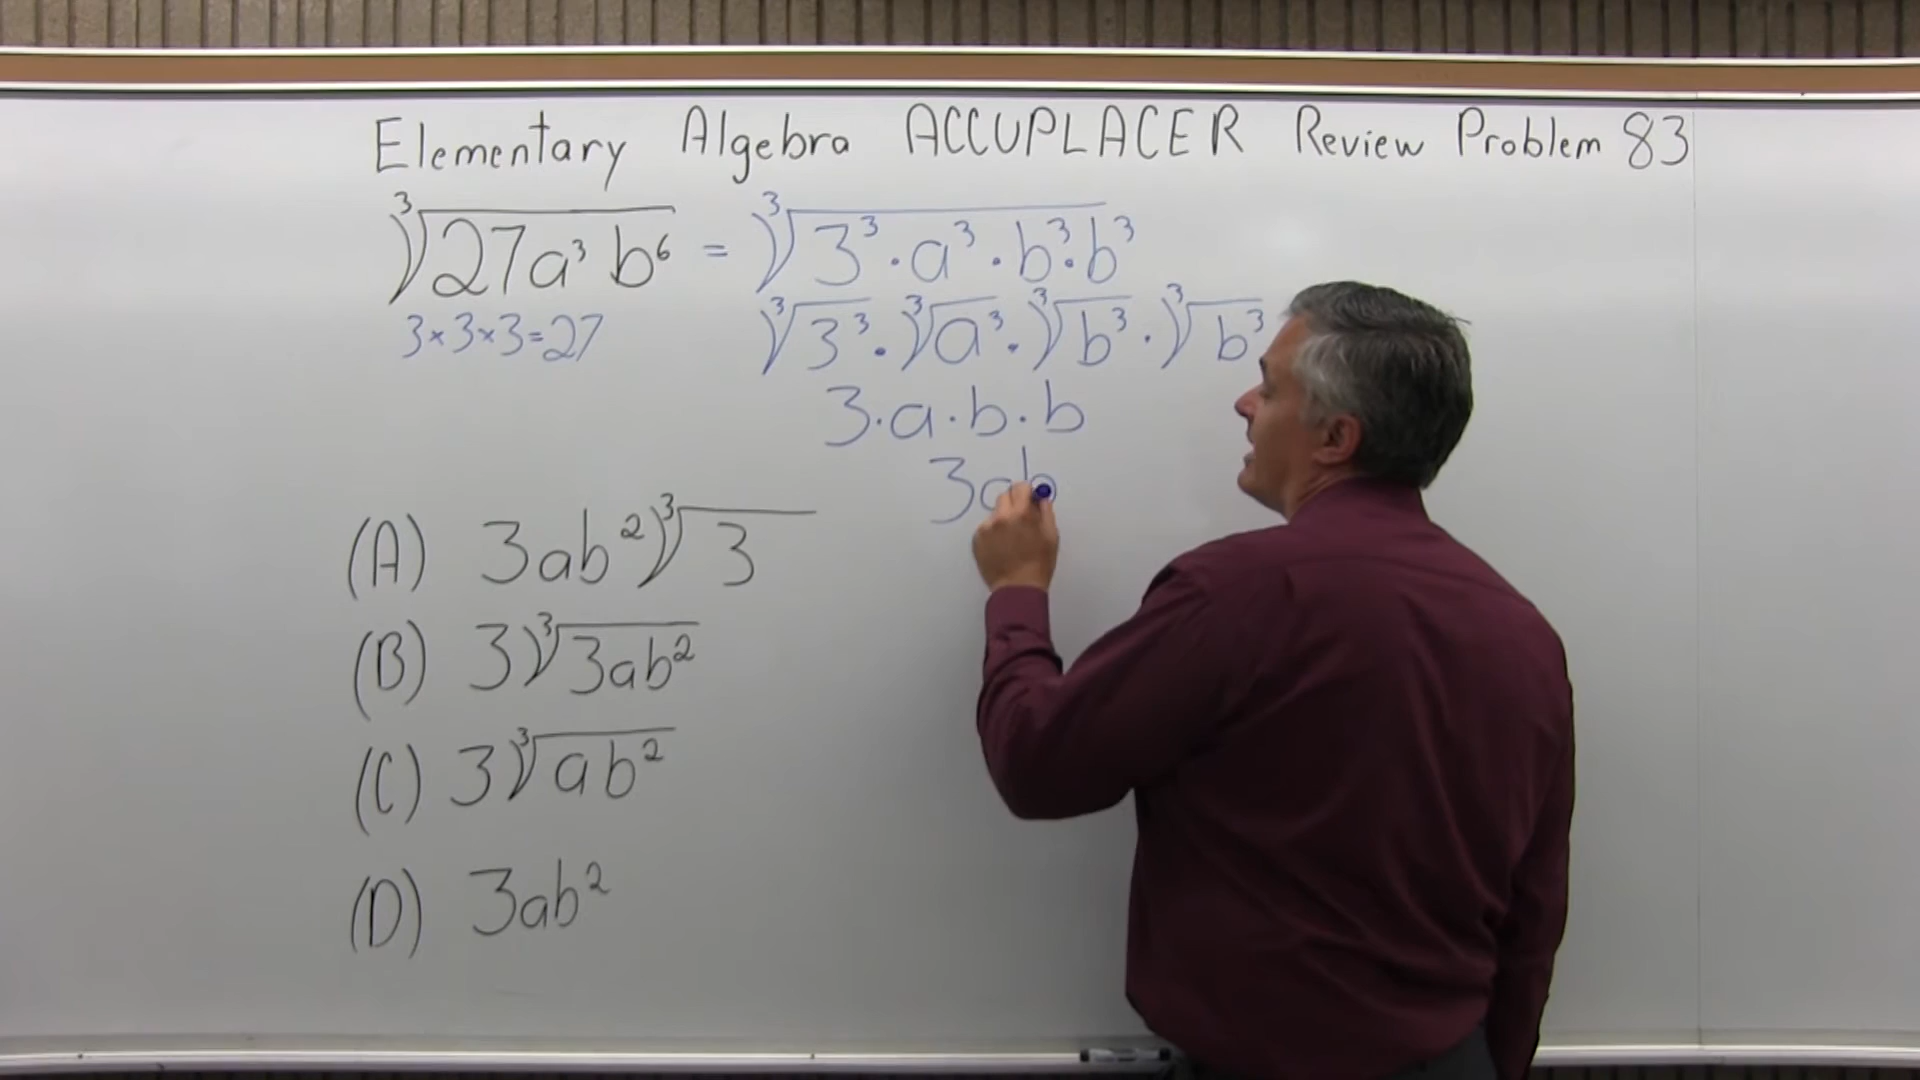 Elementary Algebra ACCUPLACER Review Problem 83
∛27a³b⁶ = ∛3³·a³·b³·b³
3×3×3=27
∛3³·∛a³·∛b³·∛b³
3·a·b·b
3ab
(A) 3ab²∛3
(B) 3∛3ab²
(C) 3∛ab²
(D) 3ab²